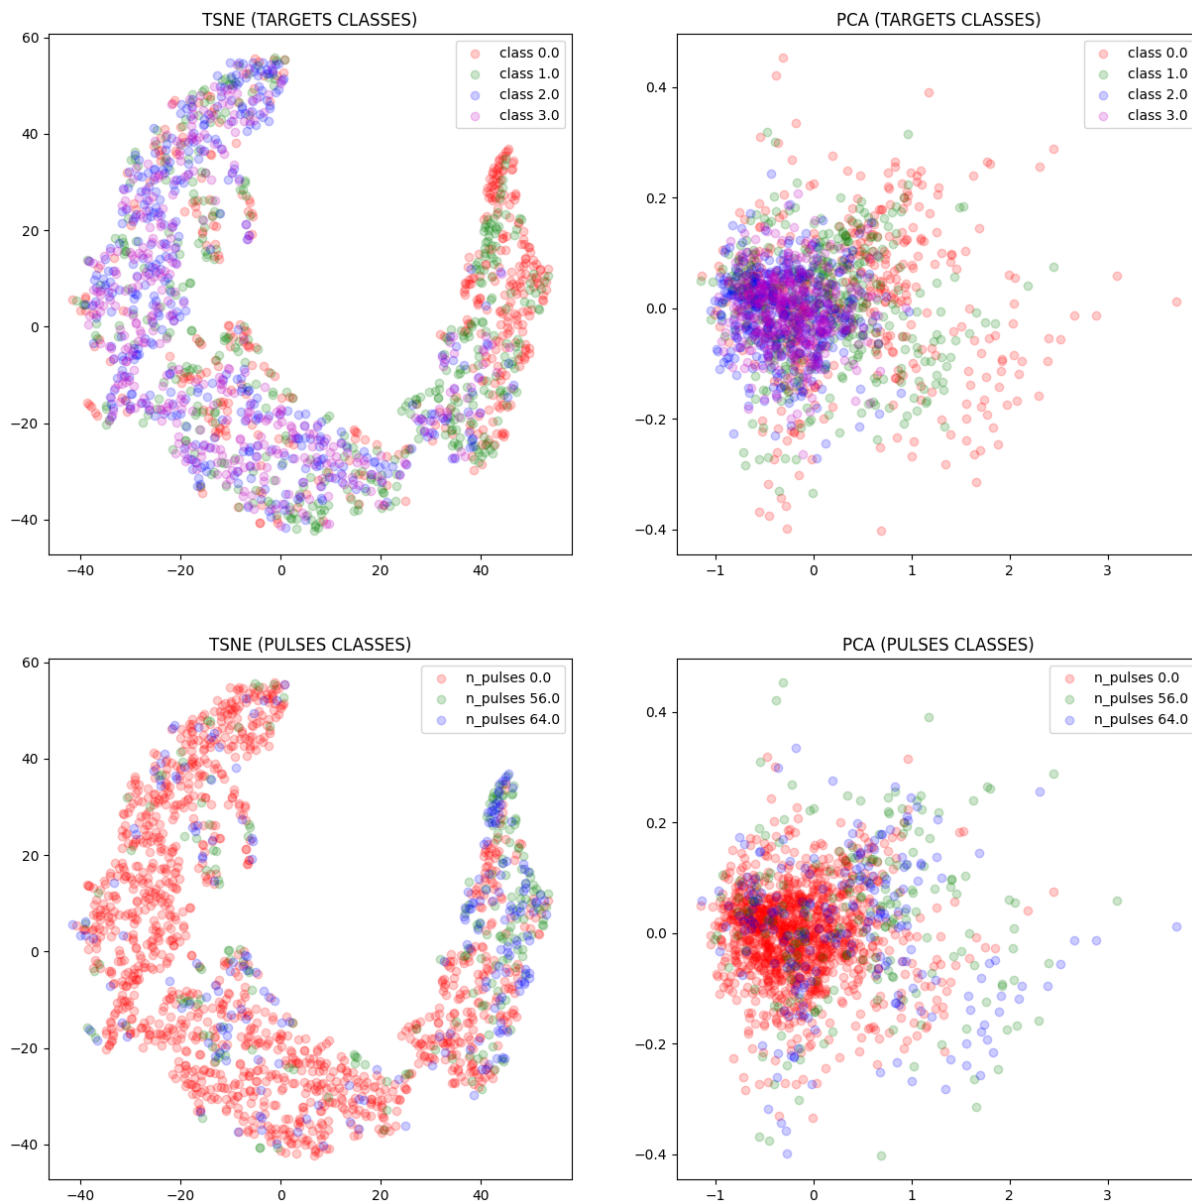 TSNE (TARGETS CLASSES)
60
40
20
0
−20
−40
−40
−20
0
20
40
class 0.0
class 1.0
class 2.0
class 3.0
PCA (TARGETS CLASSES)
0.4
0.2
0.0
−0.2
−0.4
−1
0
1
2
3
class 0.0
class 1.0
class 2.0
class 3.0
TSNE (PULSES CLASSES)
60
40
20
0
−20
−40
−40
−20
0
20
40
n_pulses 0.0
n_pulses 56.0
n_pulses 64.0
PCA (PULSES CLASSES)
0.4
0.2
0.0
−0.2
−0.4
−1
0
1
2
3
n_pulses 0.0
n_pulses 56.0
n_pulses 64.0